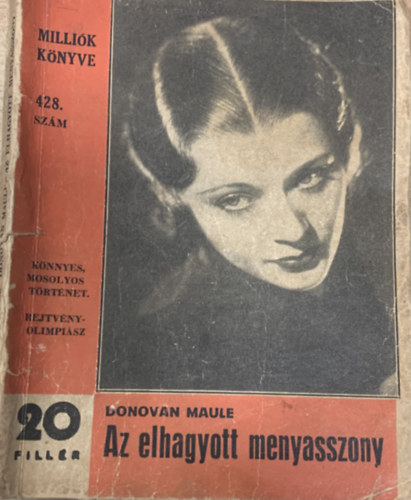 MILLIÓK
KÖNYVE
428.
SZÁM
KÖNNYES,
MOSOLYOS
TÖRTÉNET.
REJTVÉNY-
OLIMPIÁSZ
20
FILLÉR
DONOVAN MAULE
Az elhagyott menyasszony